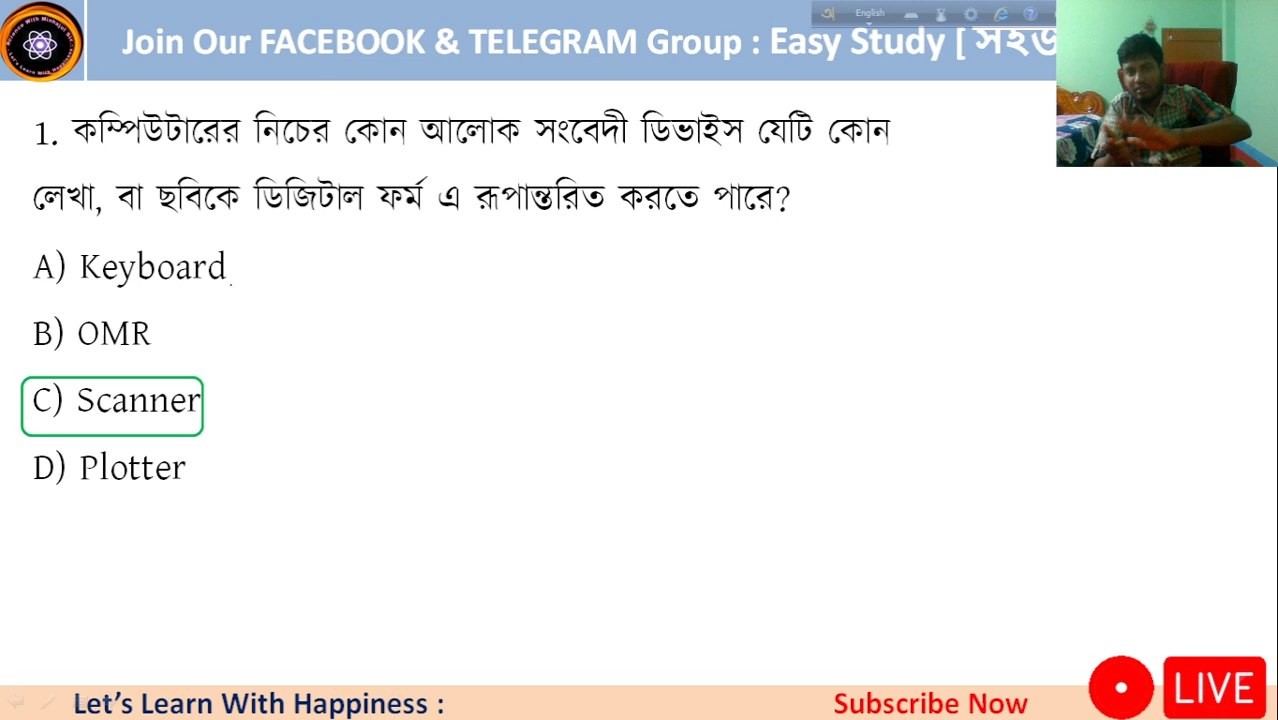 English
Join Our FACEBOOK & TELEGRAM Group : Easy Study [
1. কম্পিউটারের নিচের কোন আলোক সংবেদী ডিভাইস যেটি কোন
লেখা, বা ছবিকে ডিজিটাল ফর্ম এ রূপান্তরিত করতে পারে?
A) Keyboard
B) OMR
C) Scanner
D) Plotter
Let's Learn With Happiness :
Subscribe Now
LIVE